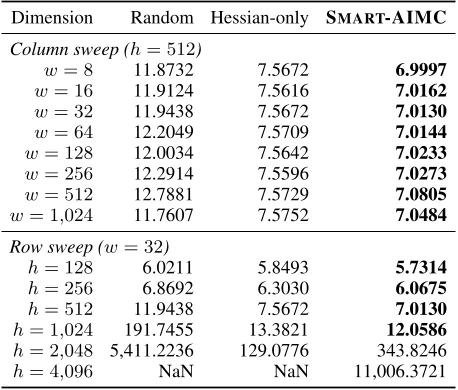 Dimension Random Hessian-only SMART-AIMC
Column sweep (h = 512)
w = 8 11.8732 7.5672 6.9997
w = 16 11.9124 7.5616 7.0162
w = 32 11.9438 7.5672 7.0130
w = 64 12.2049 7.5709 7.0144
w = 128 12.0034 7.5642 7.0233
w = 256 12.2914 7.5596 7.0273
w = 512 12.7881 7.5729 7.0805
w = 1,024 11.7607 7.5752 7.0484
Row sweep (w = 32)
h = 128 6.0211 5.8493 5.7314
h = 256 6.8692 6.3030 6.0675
h = 512 11.9438 7.5672 7.0130
h = 1,024 191.7455 13.3821 12.0586
h = 2,048 5,411.2236 129.0776 343.8246
h = 4,096 NaN NaN 11,006.3721